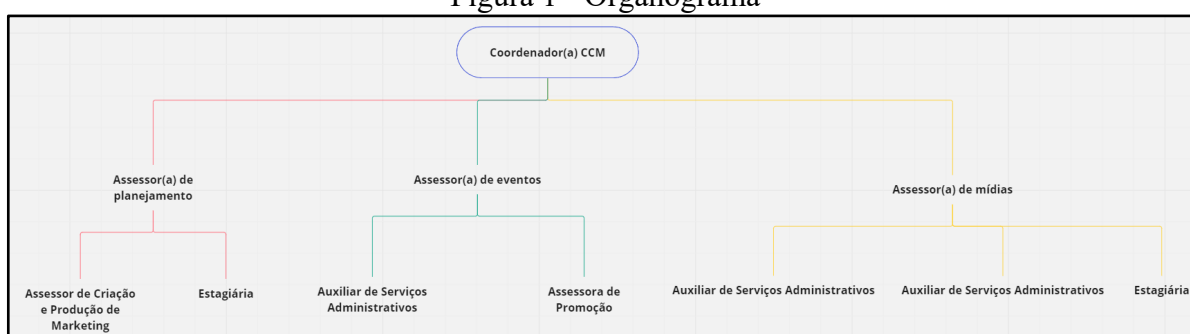 Figura 1 - Organograma
Coordenador(a) CCM
Assessor(a) de
planejamento
Assessor(a) de eventos
Assessor(a) de mídias
Assessor de Criação
e Produção de
Marketing
Estagiária
Auxiliar de Serviços
Administrativos
Assessora de
Promoção
Auxiliar de Serviços Administrativos
Auxiliar de Serviços Administrativos
Estagiária